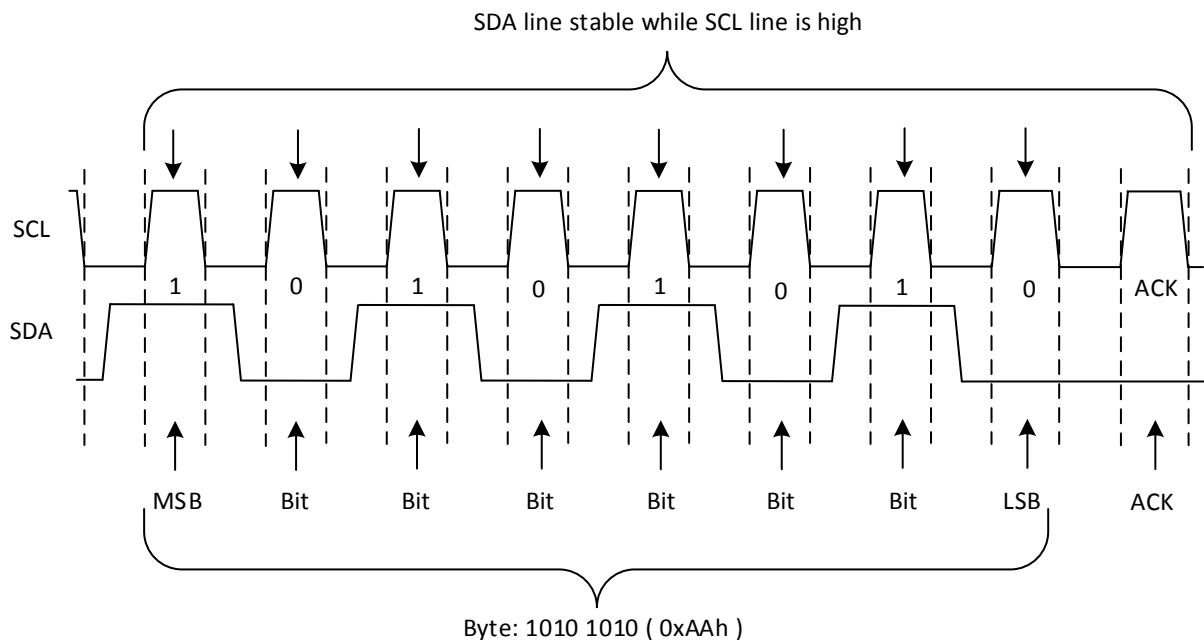 SDA line stable while SCL line is high
SCL
1 0 1 0 1 0 1 0 ACK
SDA
MSB Bit Bit Bit Bit Bit Bit LSB ACK
Byte: 1010 1010 ( 0xAAh )